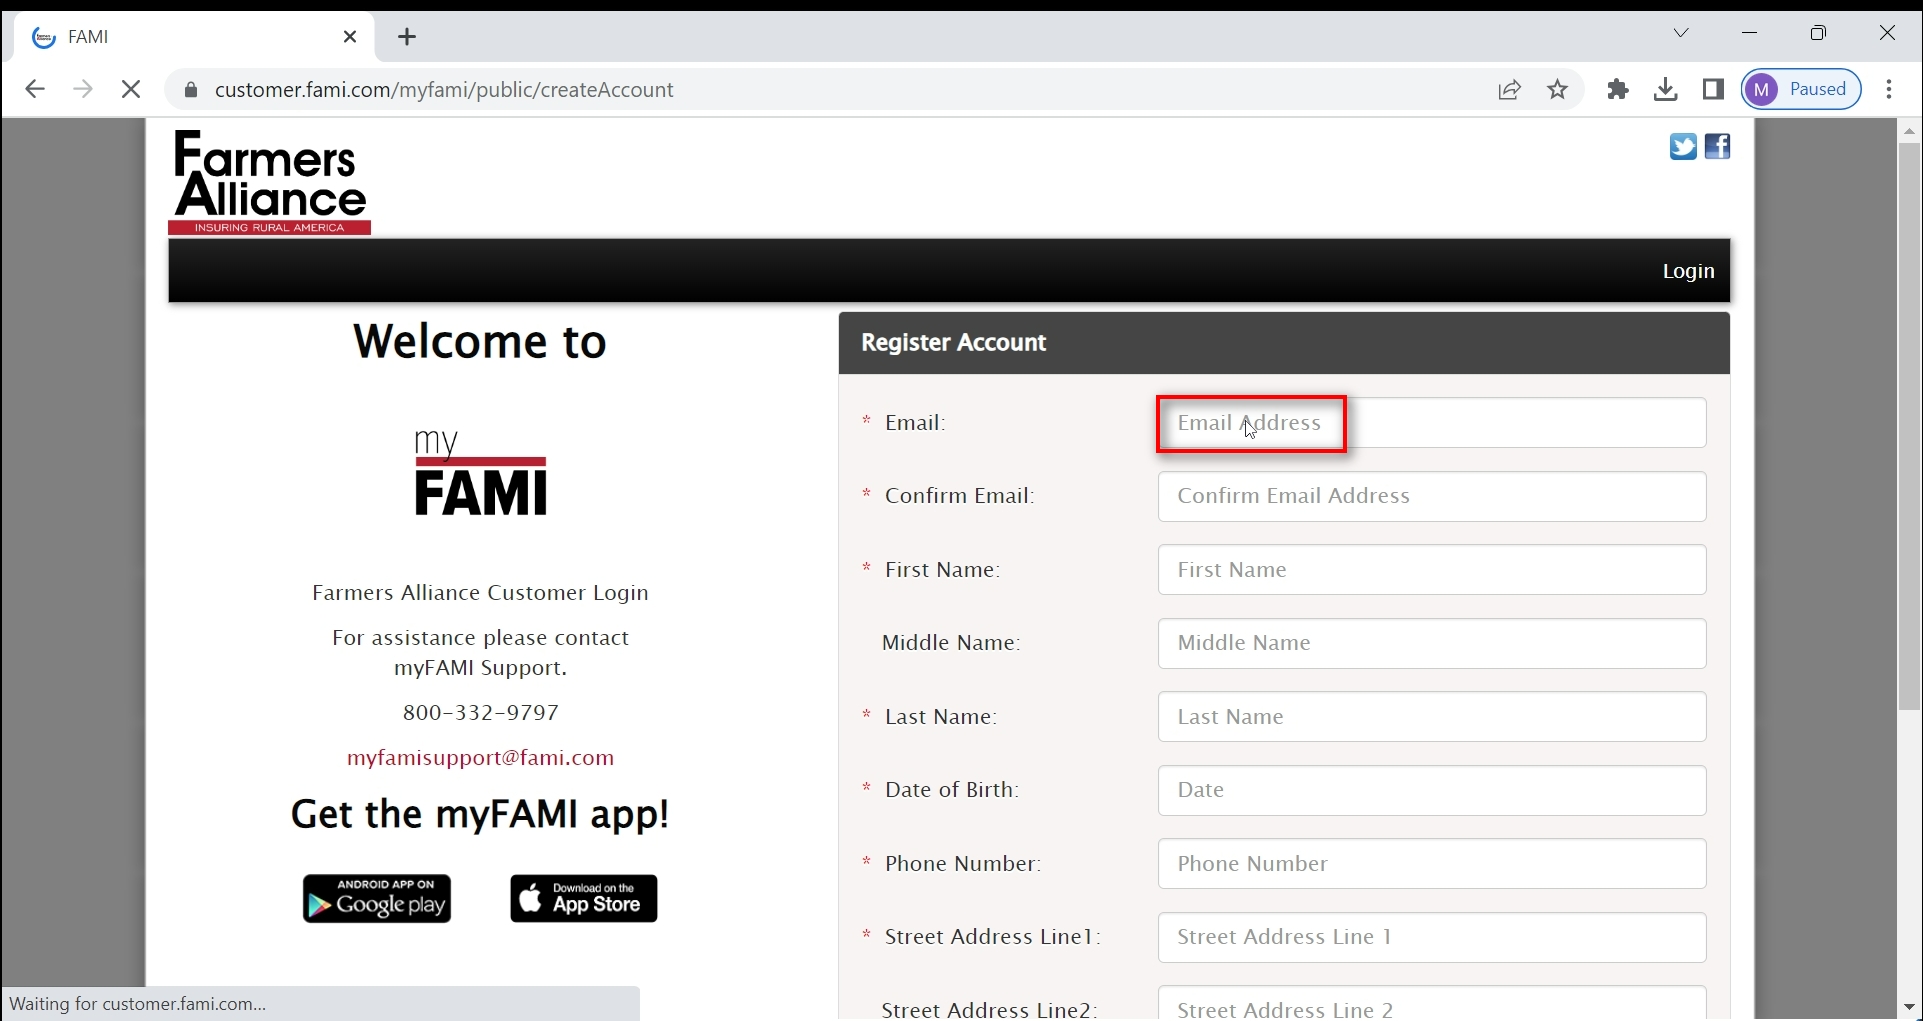 FAMI
customer.fami.com/myfami/public/createAccount
M Paused
Farmers
Alliance
INSURING RURAL AMERICA
Login
Welcome to
my
FAMI
Farmers Alliance Customer Login
For assistance please contact
myFAMI Support.
800-332-9797
myfamisupport@fami.com
Get the myFAMI app!
ANDROID APP ON
Google play
Download on the
App Store
Register Account
* Email: Email Address
* Confirm Email: Confirm Email Address
* First Name: First Name
Middle Name: Middle Name
* Last Name: Last Name
* Date of Birth: Date
* Phone Number: Phone Number
* Street Address Line1: Street Address Line 1
Street Address Line2: Street Address Line 2
Waiting for customer.fami.com...